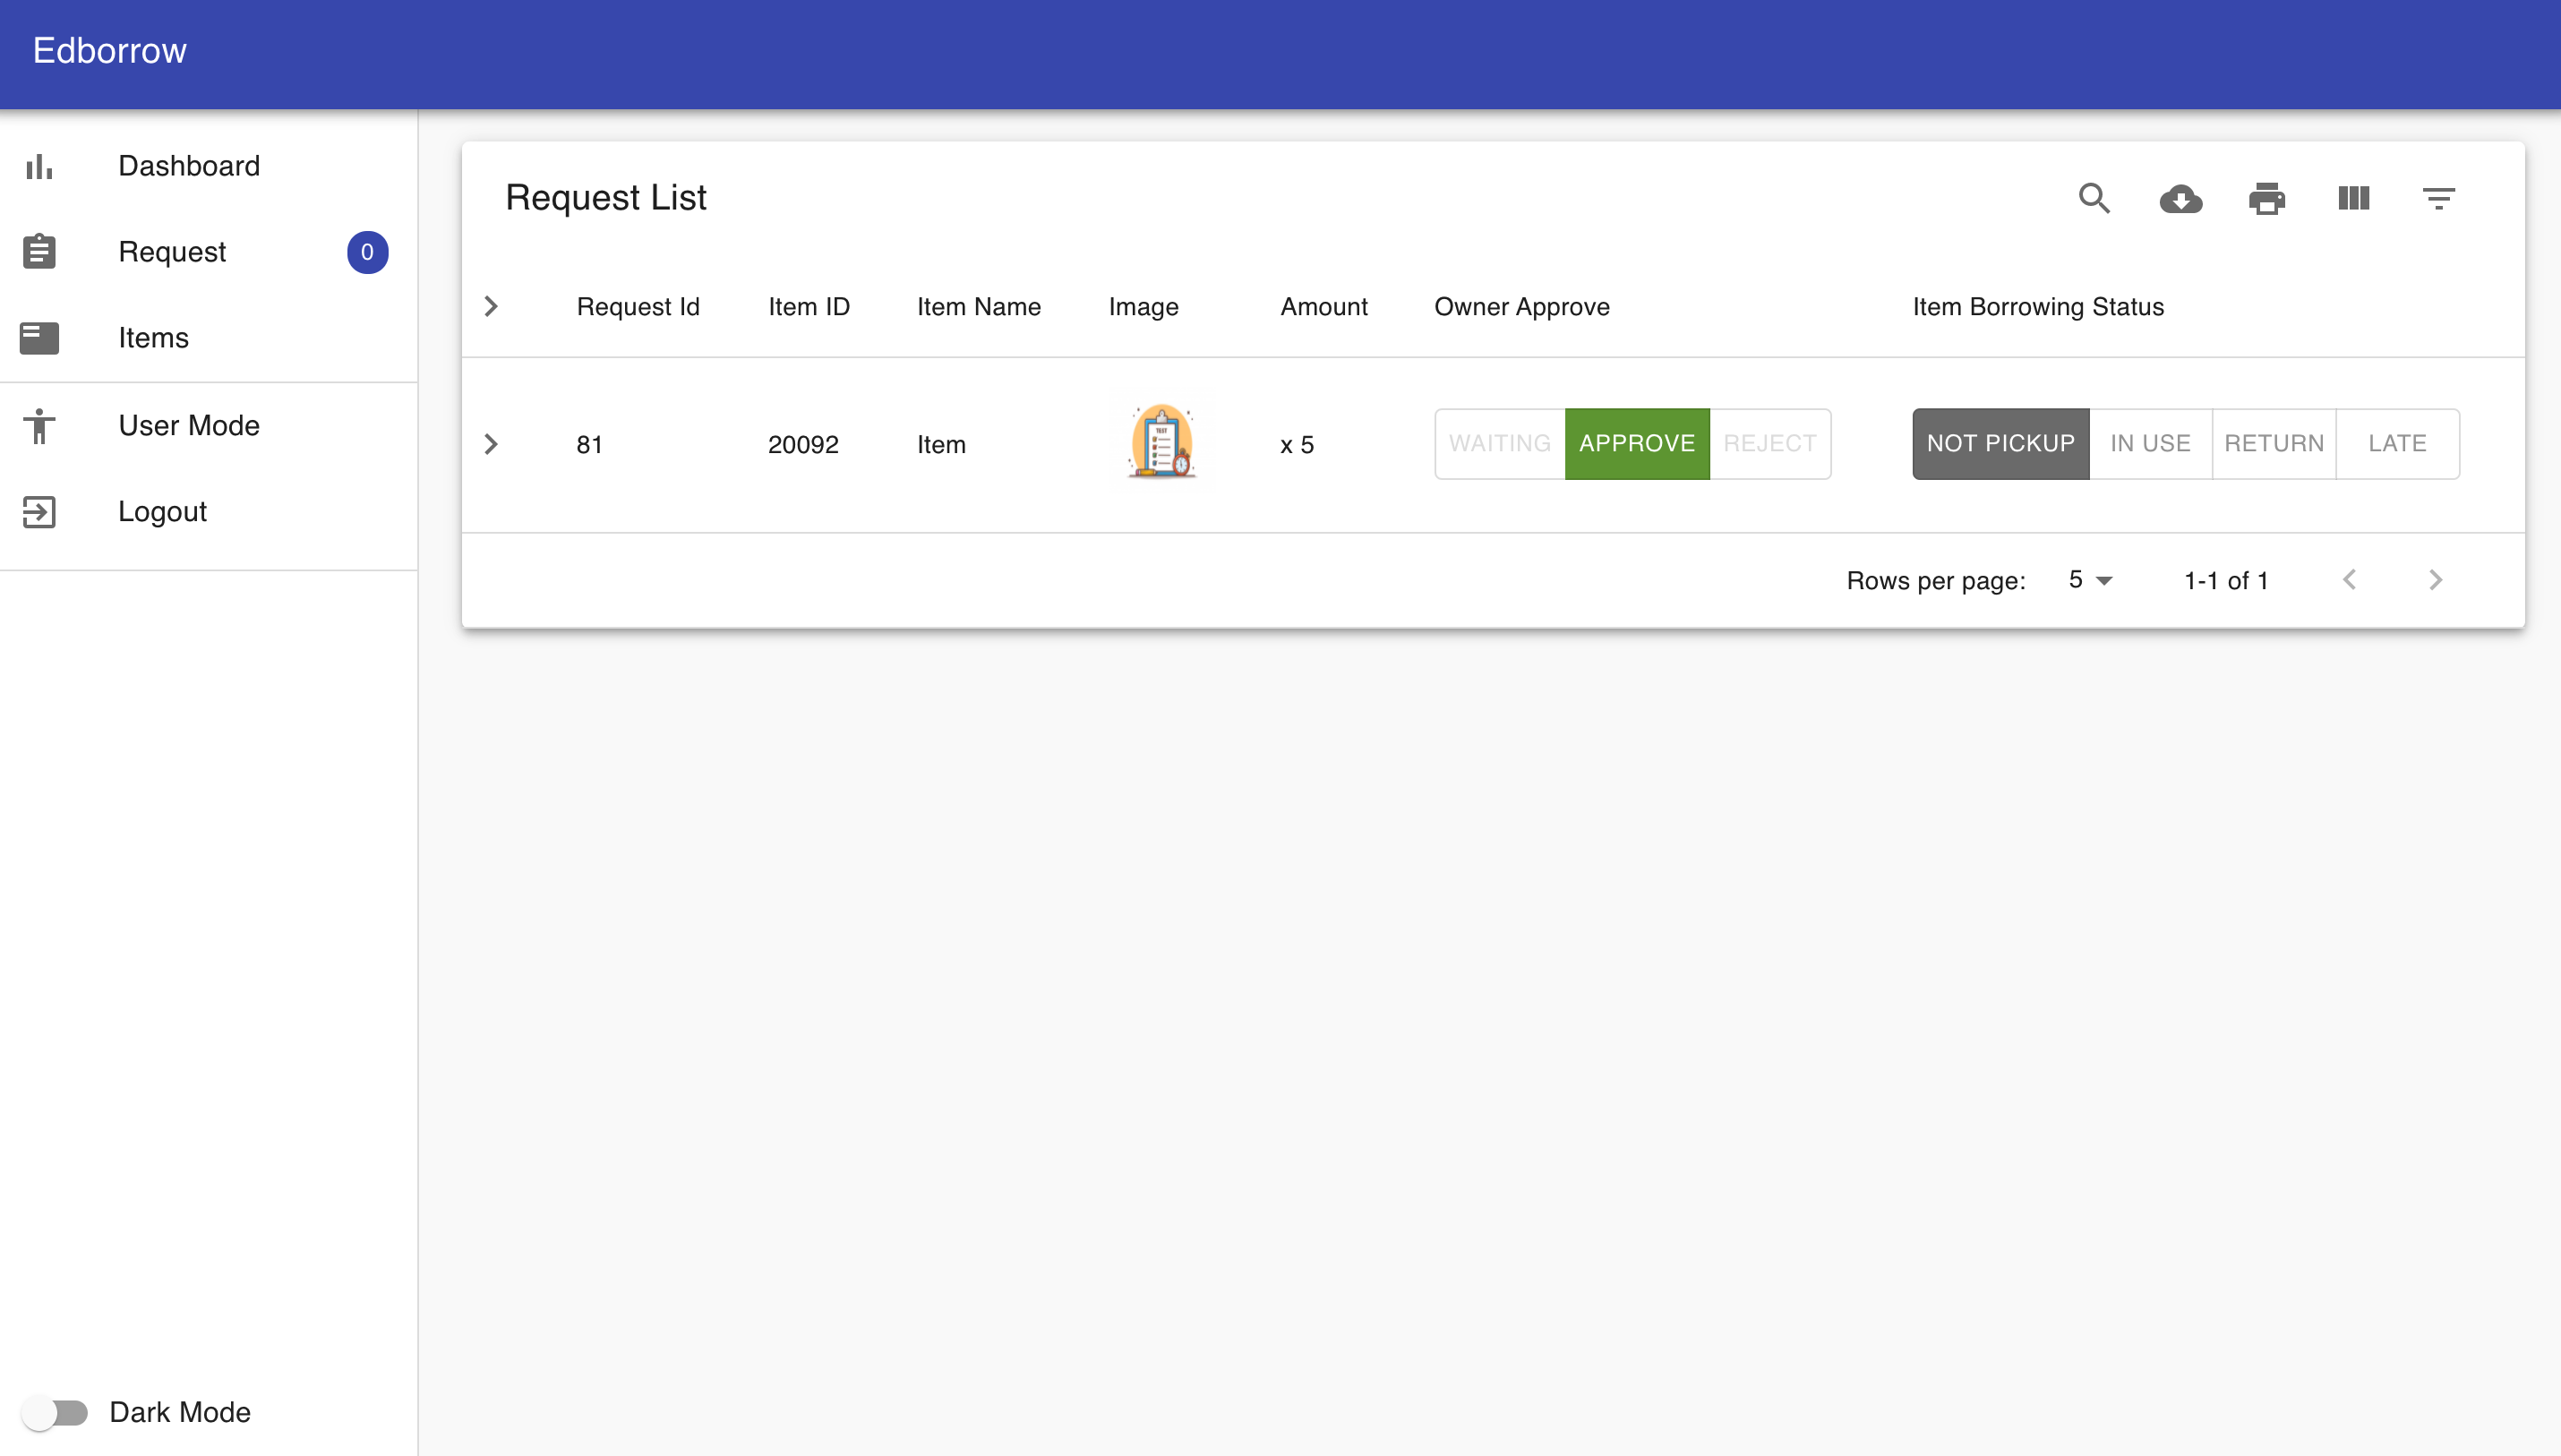 Edborrow
Dashboard
Request 0
Items
User Mode
Logout
Dark Mode
Request List
Request Id Item ID Item Name Image Amount Owner Approve Item Borrowing Status
81 20092 Item TEST x 5 WAITING APPROVE REJECT NOT PICKUP IN USE RETURN LATE
Rows per page: 5 1-1 of 1